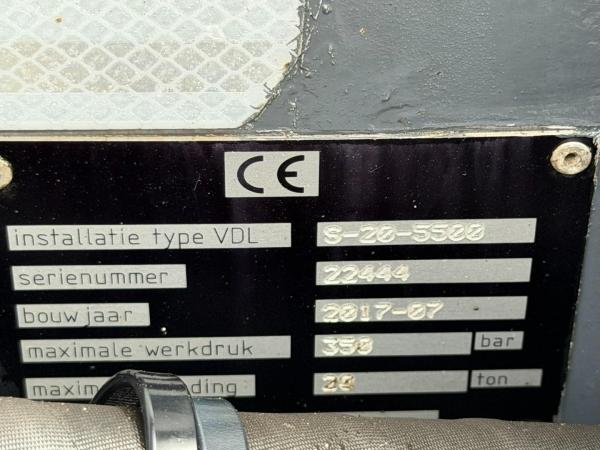 CE
installatie type VDL S-20-5500
serienummer 22444
bouwjaar 2017-07
maximale werkdruk 350 bar
ton